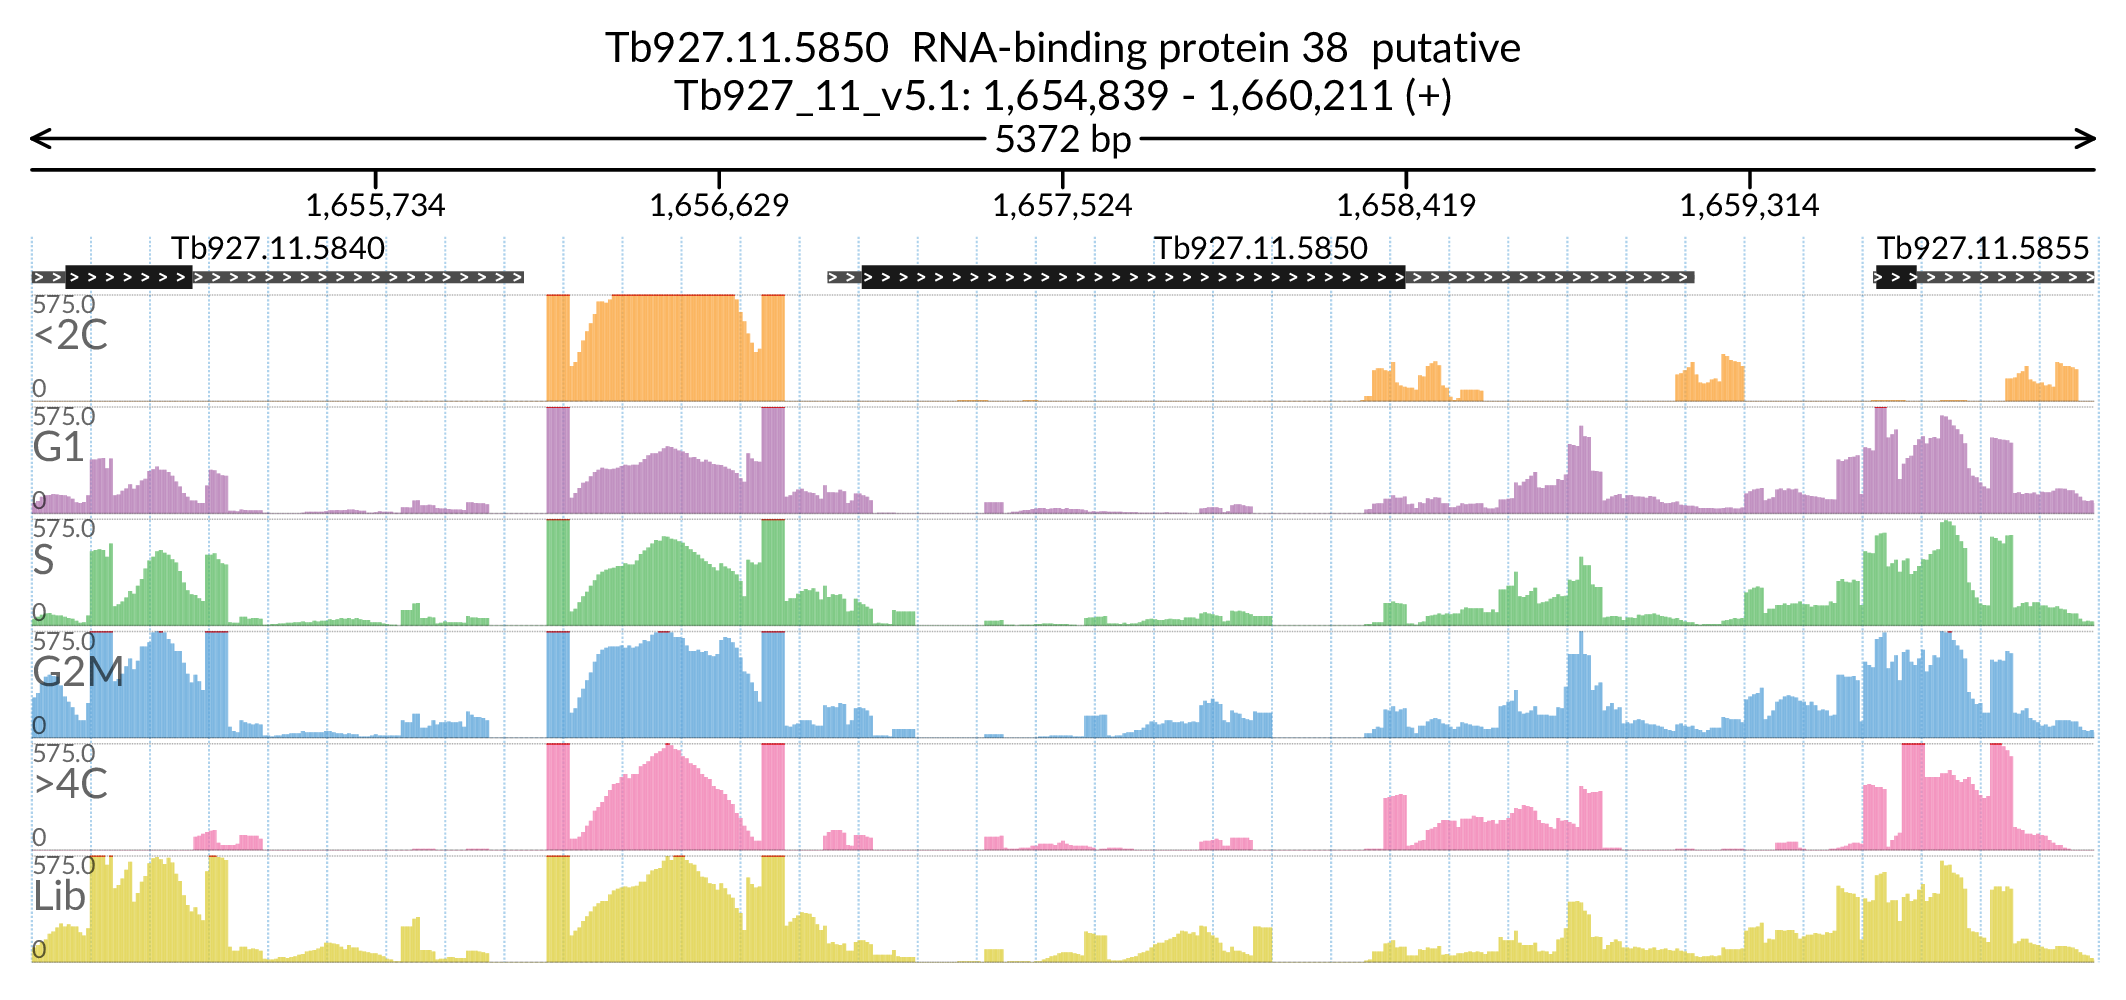 Tb927.11.5850  RNA-binding protein 38  putative
Tb927_11_v5.1: 1,654,839 - 1,660,211 (+)
5372 bp
1,655,734 1,656,629 1,657,524 1,658,419 1,659,314
Tb927.11.5840 Tb927.11.5850 Tb927.11.5855
575.0
<2C
0
575.0
G1
0
575.0
S
0
575.0
G2M
0
575.0
>4C
0
575.0
Lib
0